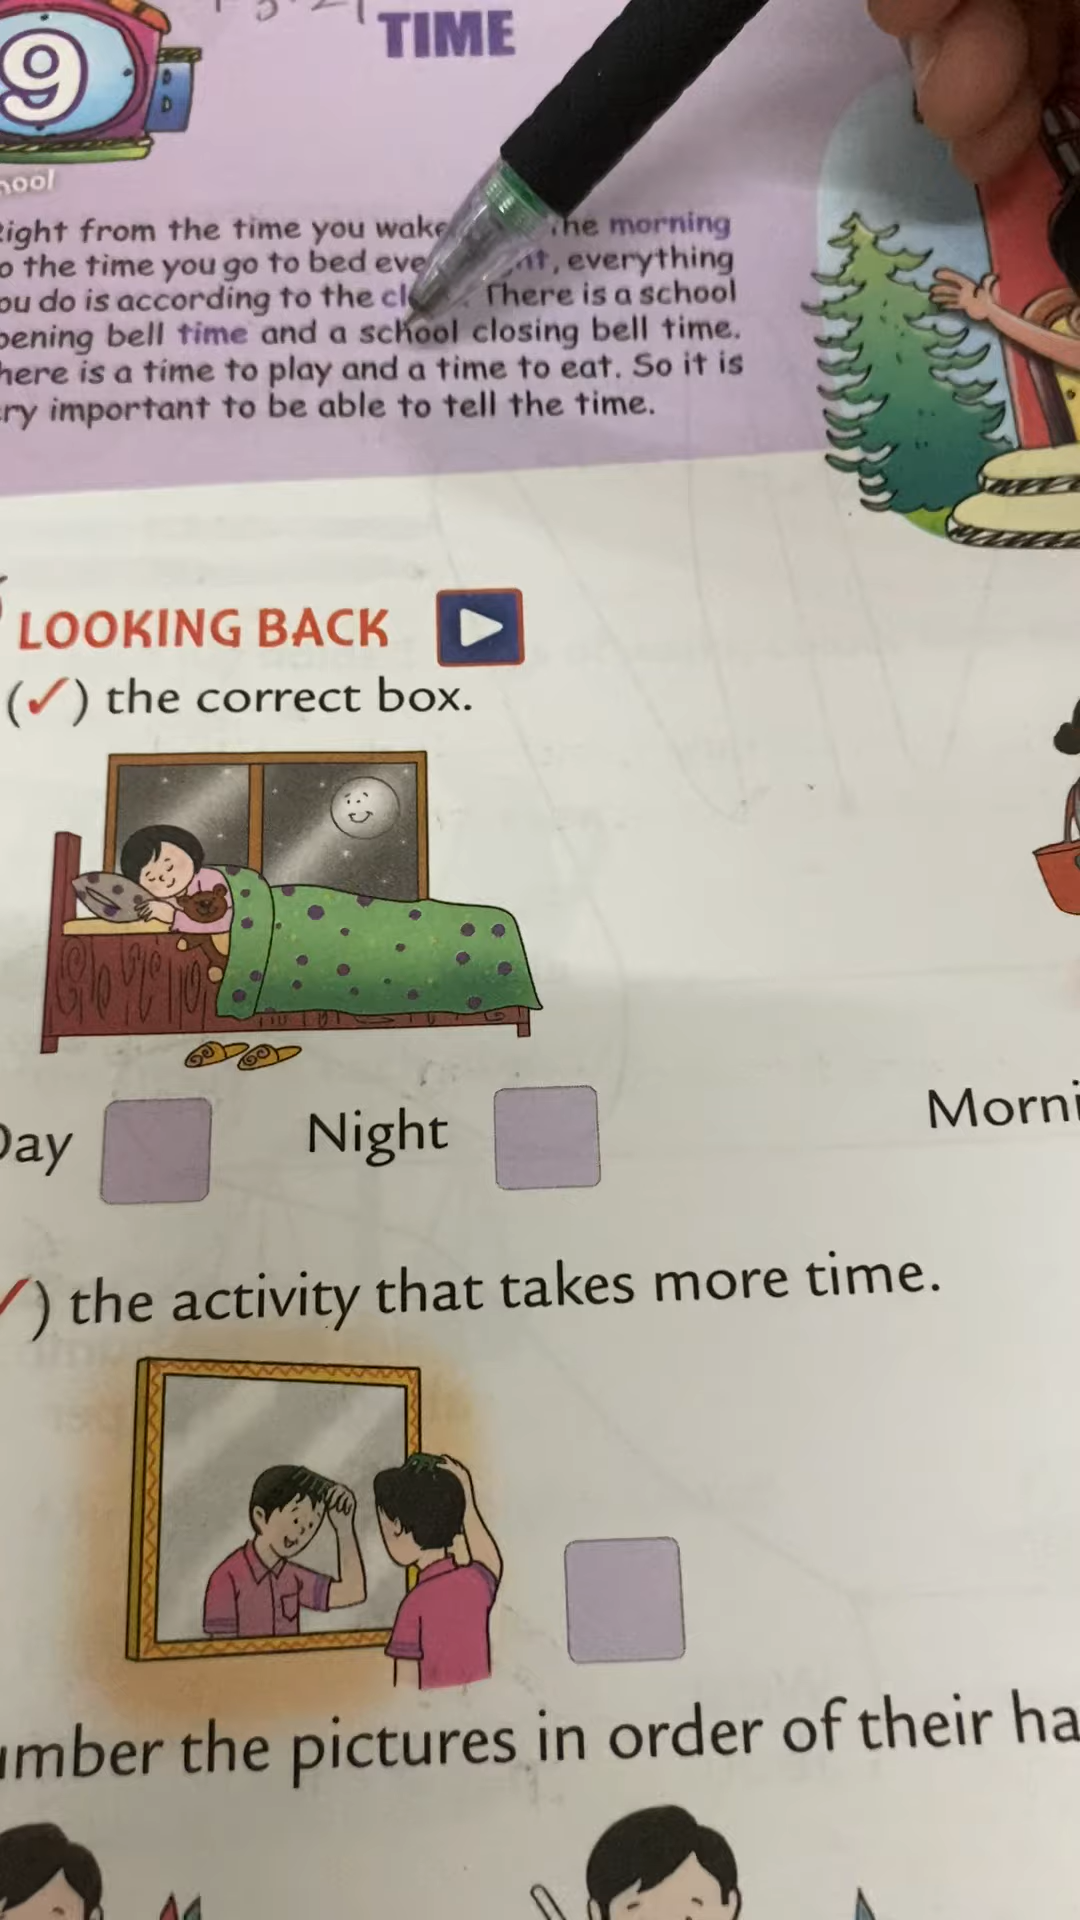 TIME
9
ight from the time you wake he morning
o the time you go to bed eve , everything
ou do is according to the cl There is a school
pening bell time and a school closing bell time.
here is a time to play and a time to eat. So it is
ry important to be able to tell the time.
LOOKING BACK
(✓) the correct box.
Day Night Morni
) the activity that takes more time.
umber the pictures in order of their ha